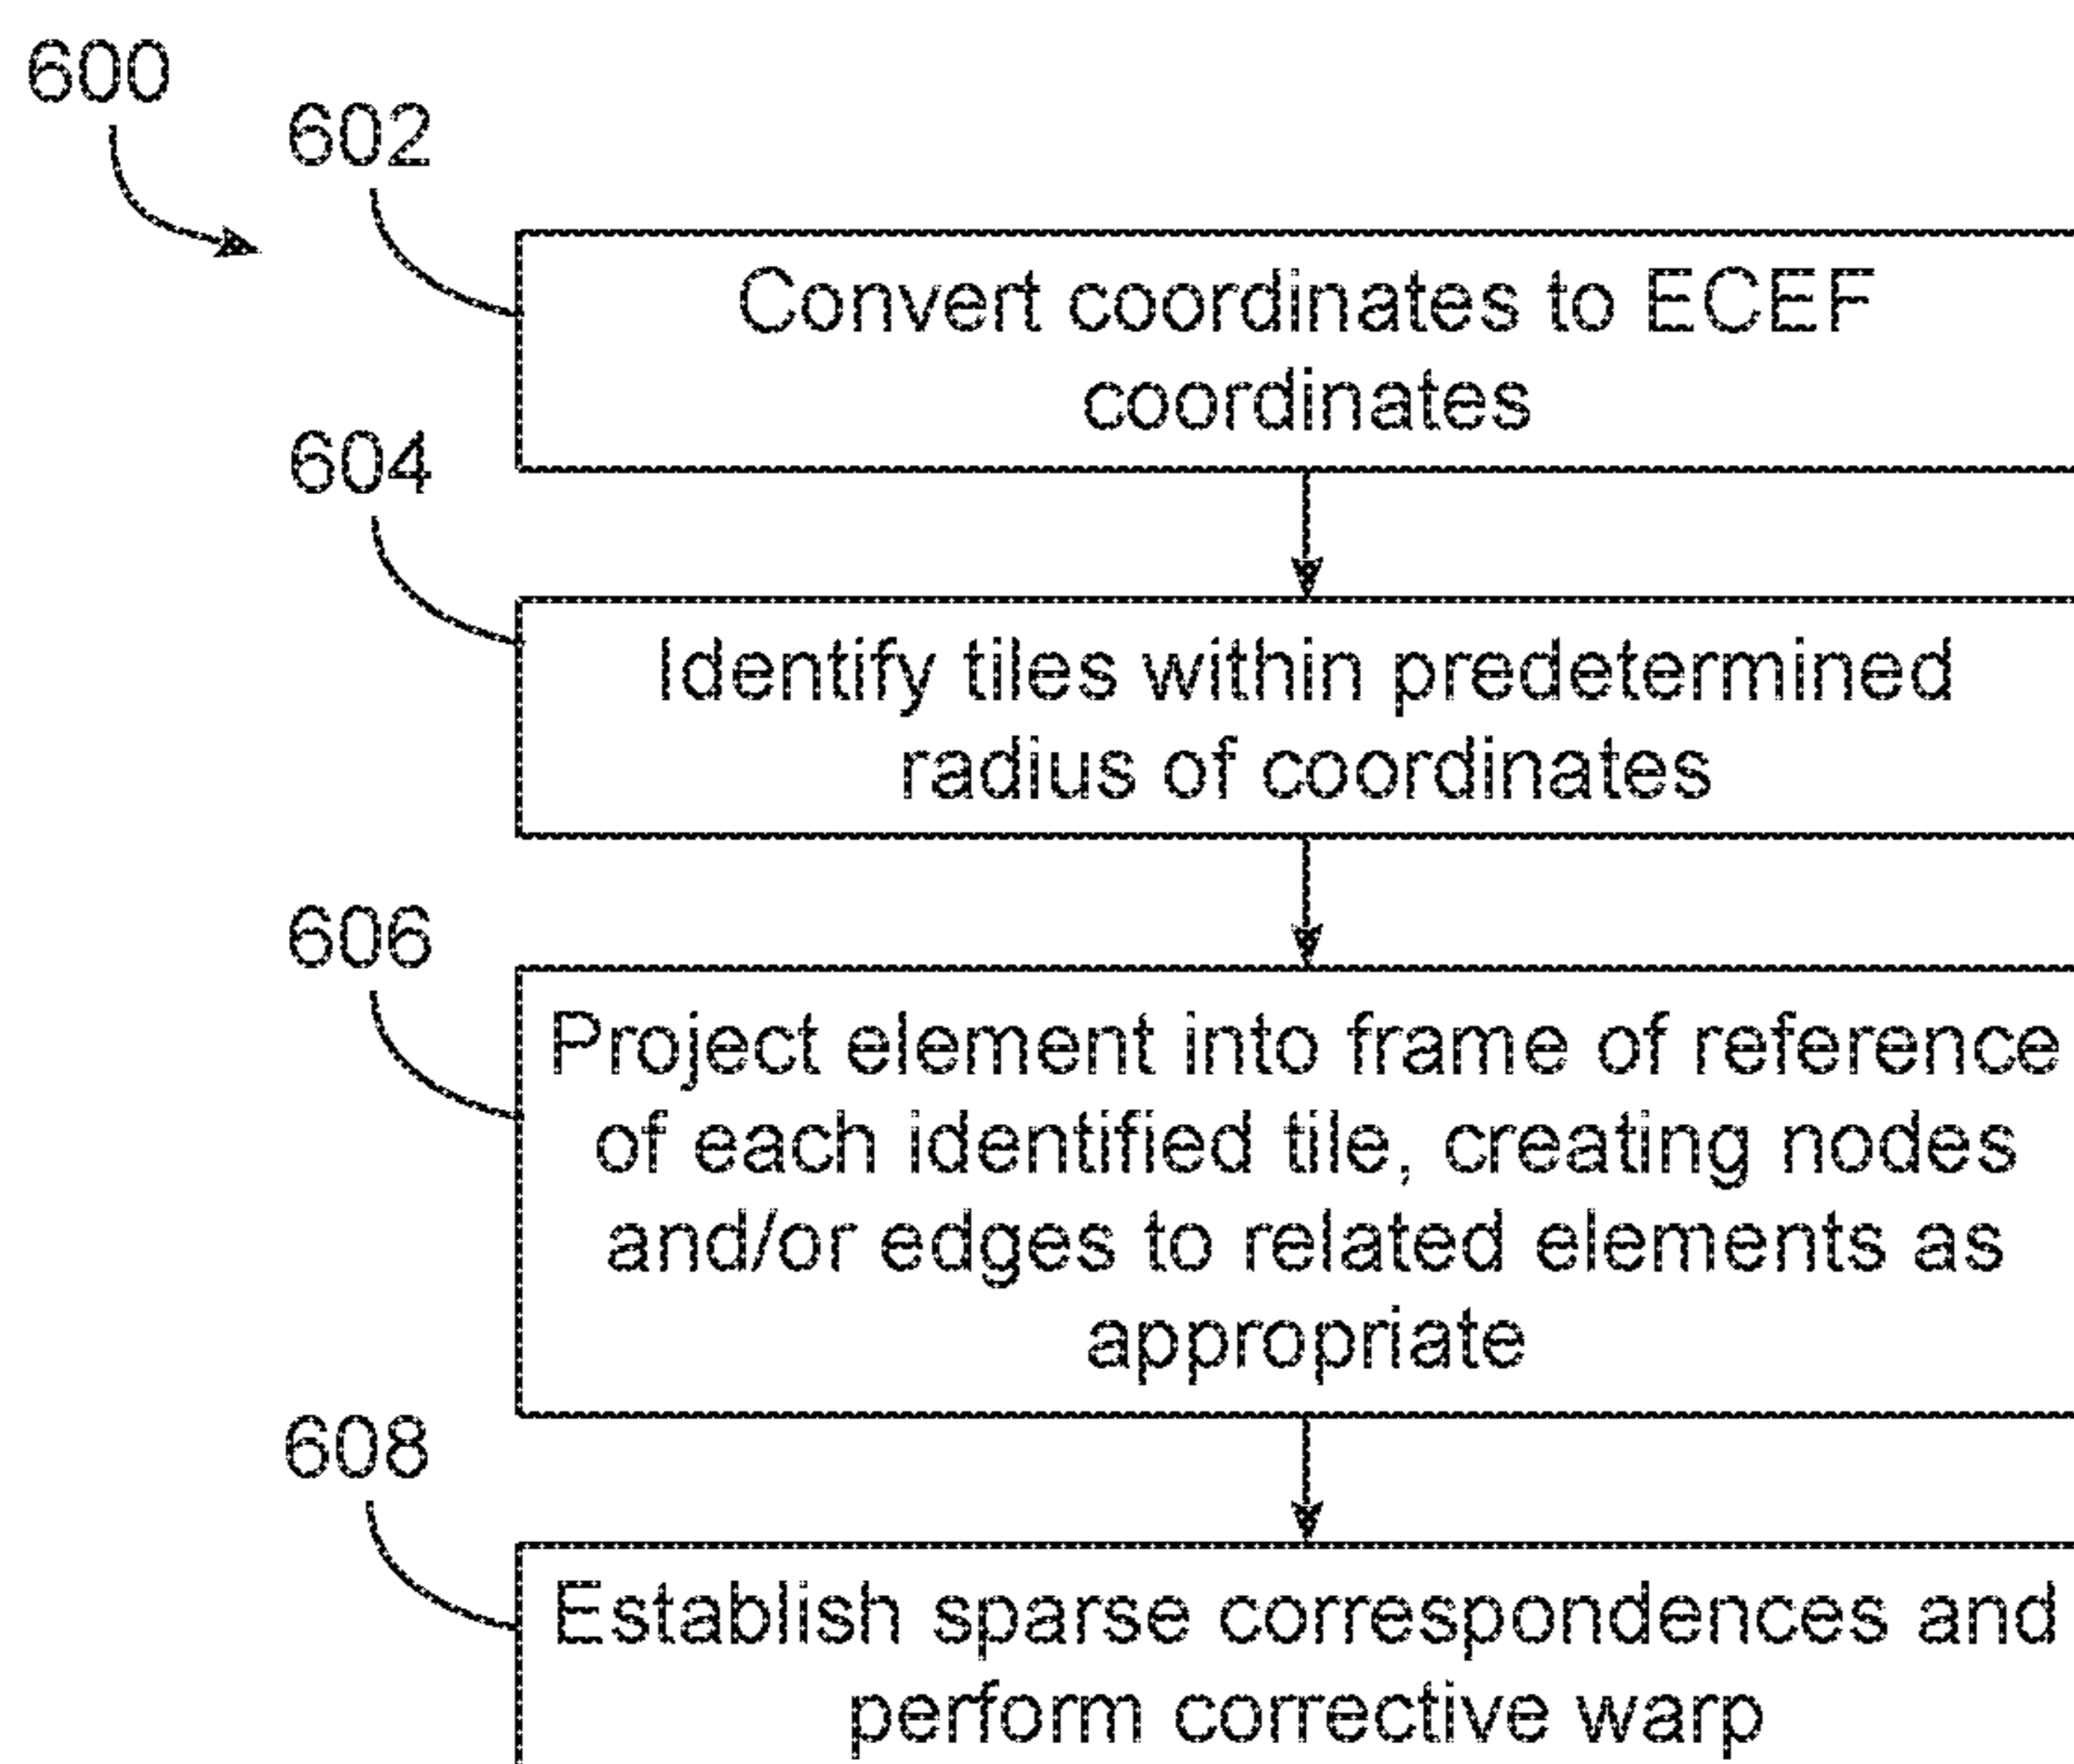 600
602
Convert coordinates to ECEF
coordinates
604
Identify tiles within predetermined
radius of coordinates
606
Project element into frame of reference
of each identified tile, creating nodes
and/or edges to related elements as
appropriate
608
Establish sparse correspondences and
perform corrective warp